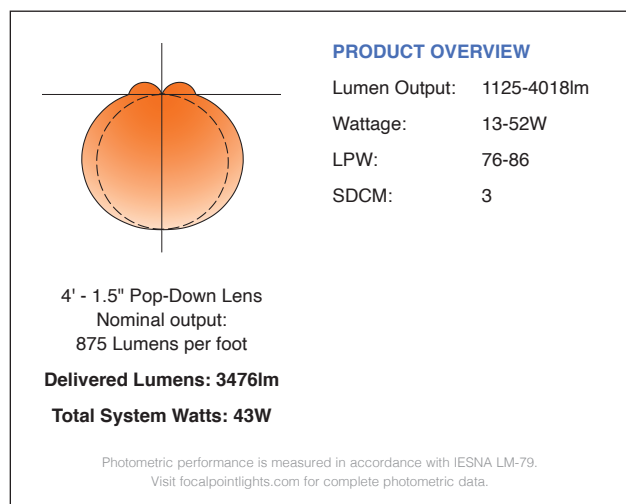 PRODUCT OVERVIEW
Lumen Output: 1125-4018lm
Wattage: 13-52W
LPW: 76-86
SDCM: 3
4' - 1.5" Pop-Down Lens
Nominal output:
875 Lumens per foot
Delivered Lumens: 3476lm
Total System Watts: 43W
Photometric performance is measured in accordance with IESNA LM-79.
Visit focalpointlights.com for complete photometric data.